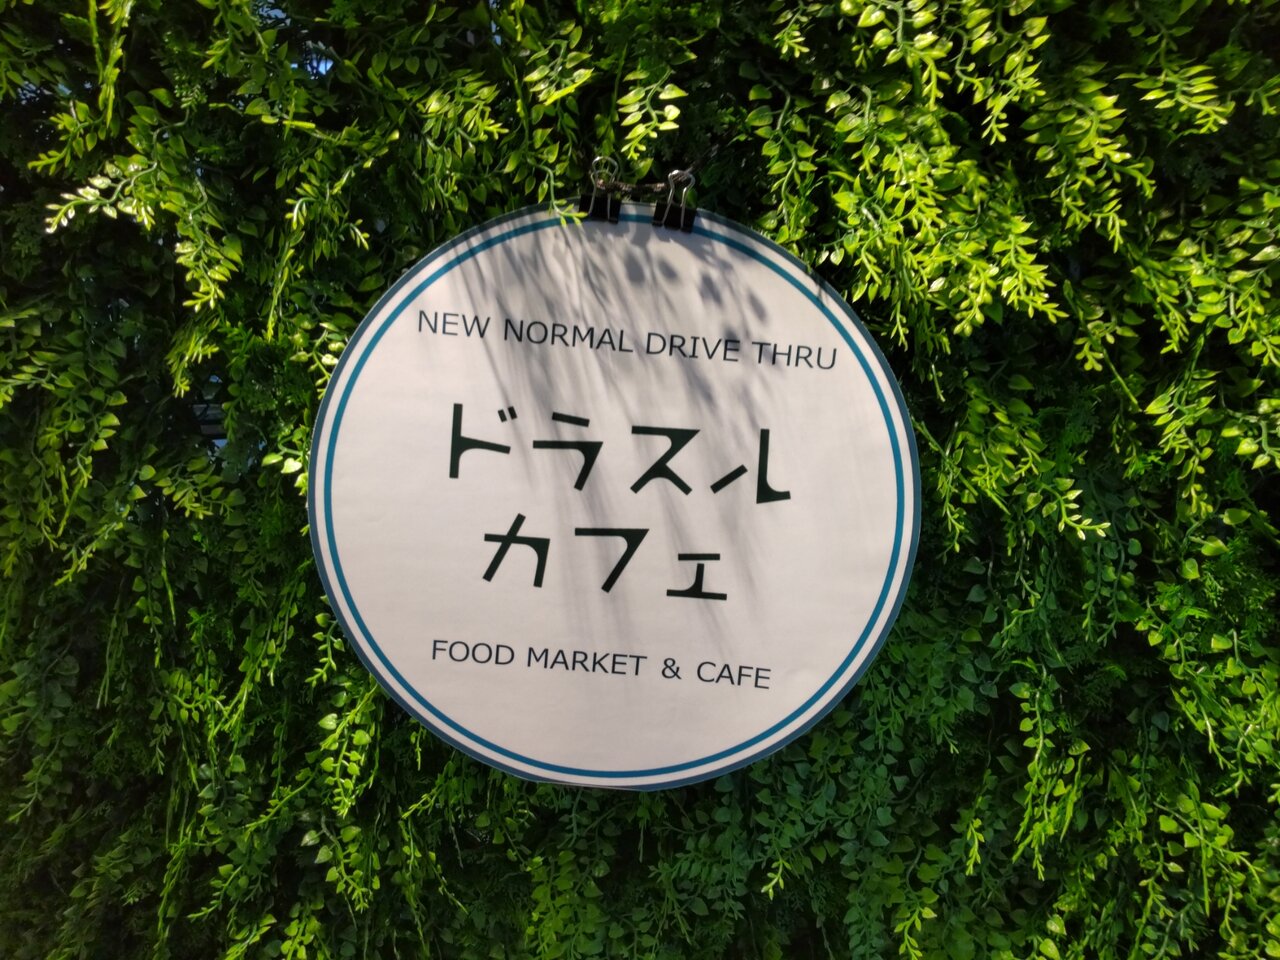 NEW NORMAL DRIVE THRU
ドラスル
カフェ
FOOD MARKET & CAFE